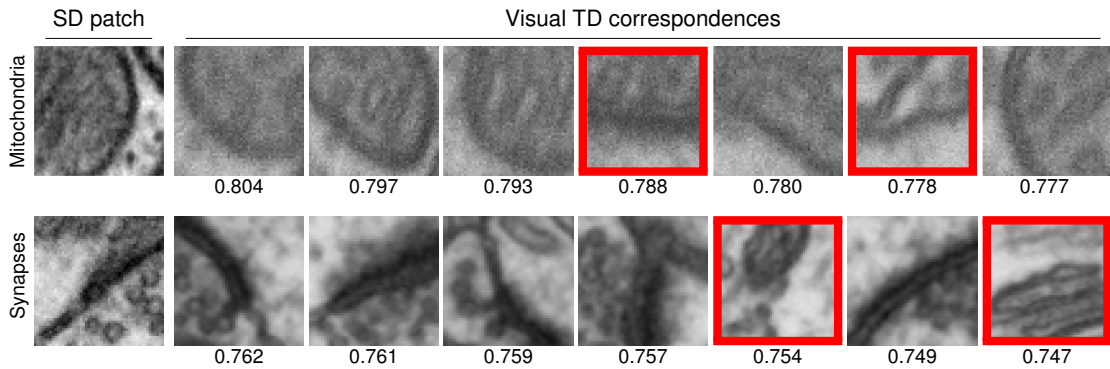 SD patch Visual TD correspondences
Mitochondria
0.804 0.797 0.793 0.788 0.780 0.778 0.777
Synapses
0.762 0.761 0.759 0.757 0.754 0.749 0.747